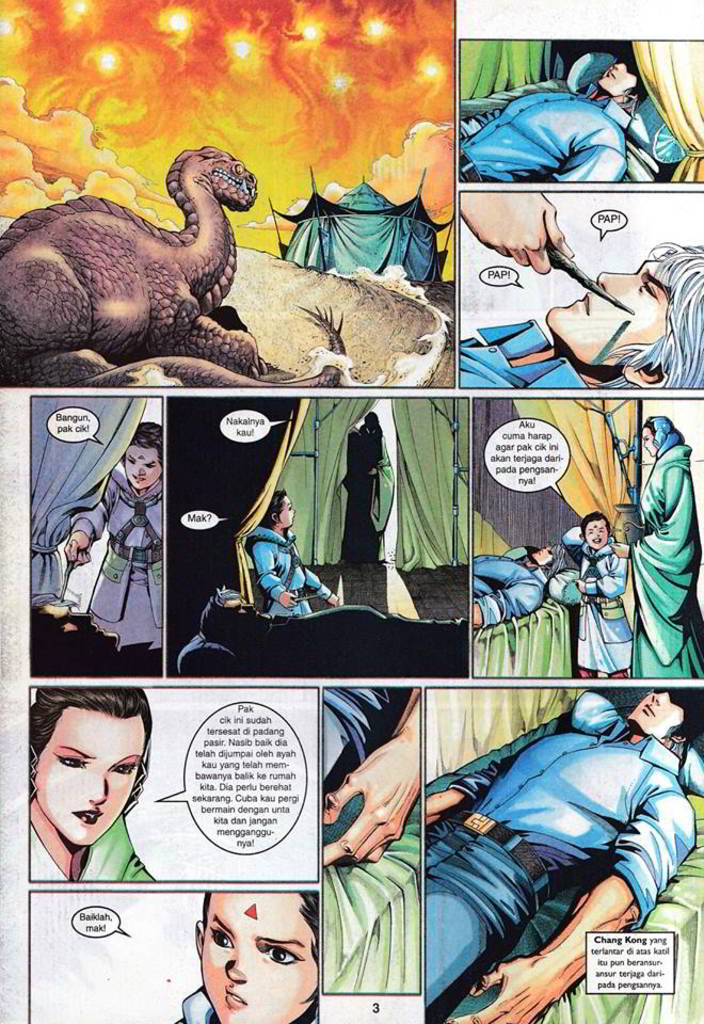 PAP!
PAP!
Bangun,
pak cik!
Nakalnya
kau!
Mak?
Aku
cuma harap
agar pak cik ini
akan terjaga dari-
pada pengsan-
nya!
Pak
cik ini sudah
tersesat di padang
pasir. Nasib baik dia
telah dijumpai oleh ayah
kau yang telah mem-
bawanya balik ke rumah
kita. Dia perlu berehat
sekarang. Cuba kau pergi
bermain dengan unta
kita dan jangan
mengganggu-
nya!
Baiklah,
mak!
Chang Kong yang
terlantar di atas katil
itu pun beransur-
ansur terjaga dari-
pada pengsannya.
3